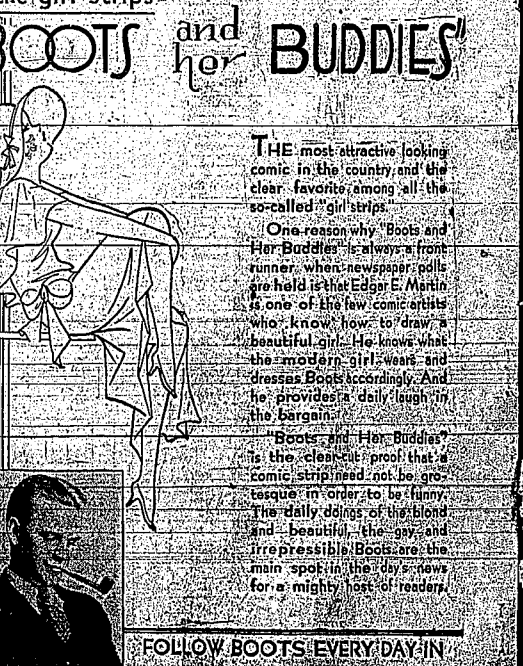 girl strips
BOOTS and her BUDDIES"
THE most attractive looking
comic in the country and the
clear favorite among all the
so-called "girl strips."
One reason why "Boots and
Her Buddies" is always a front
runner when newspaper polls
are held is that Edgar E. Martin
is one of the few comic artists
who know how to draw a
beautiful girl. He knows what
the modern girl wears and
dresses Boots accordingly. And
he provides a daily laugh in
the bargain.
"Boots and Her Buddies"
is the clear-cut proof that a
comic strip need not be gro-
tesque in order to be funny.
The daily doings of the blond
and beautiful, the gay and
irrepressible Boots are the
main spot in the day's news
for a mighty host of readers.
FOLLOW BOOTS EVERY DAY IN